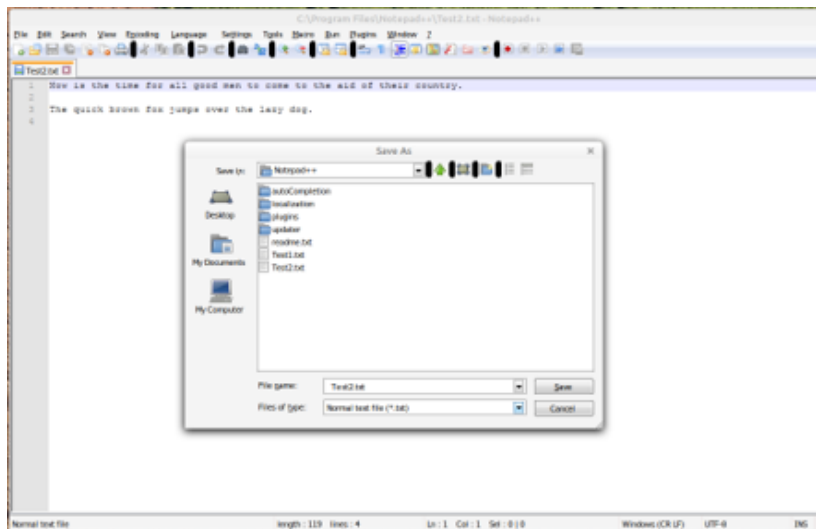 C:\Program Files\Notepad++\Test2.txt - Notepad++
File Edit Search View Encoding Language Settings Tools Macro Run Plugins Window ?
Test2.txt
1 Now is the time for all good men to come to the aid of their country.
2
3 The quick brown fox jumps over the lazy dog.
4
Save As
Save in: Notepad++
Desktop
My Documents
My Computer
autoCompletion
localization
plugins
updater
readme.txt
Test1.txt
Test2.txt
File name: Test2.txt Save
Files of type: Normal text file (*.txt) Cancel
Normal text file length : 119 lines : 4 Ln : 1 Col : 1 Sel : 0 | 0 Windows (CR LF) UTF-8 INS